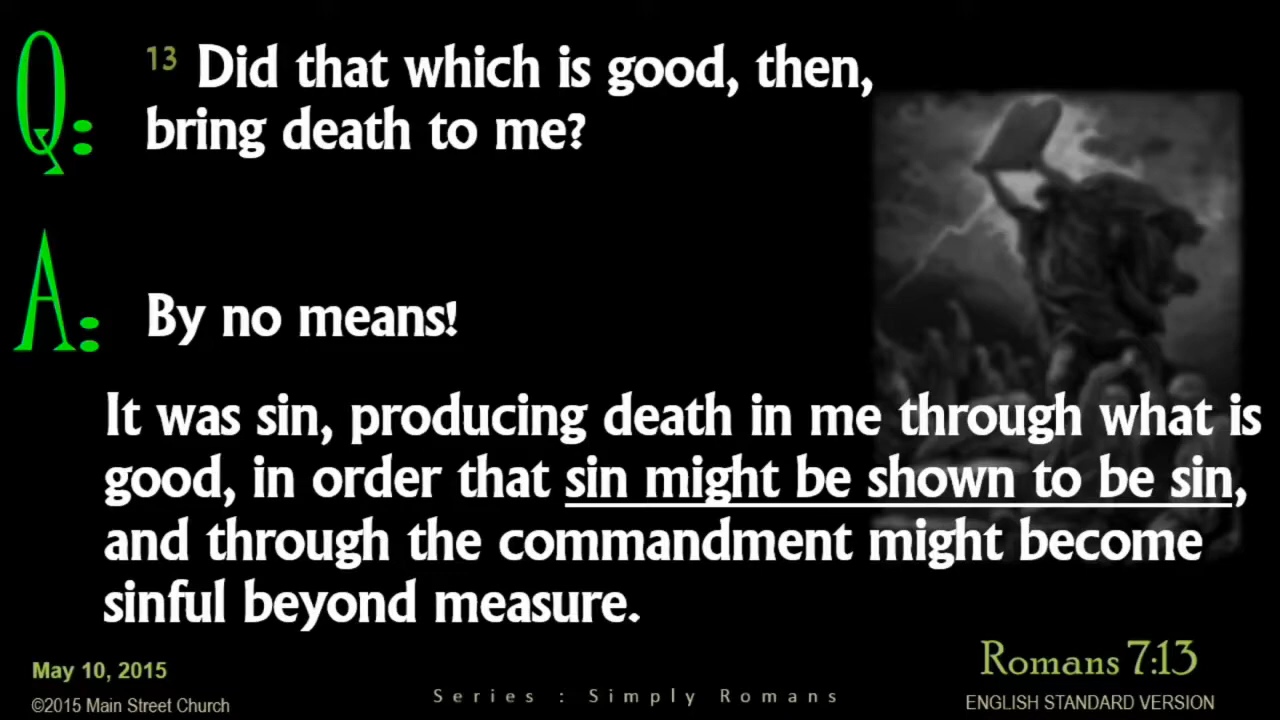 Q: 13 Did that which is good, then,
bring death to me?
A: By no means!
It was sin, producing death in me through what is
good, in order that sin might be shown to be sin,
and through the commandment might become
sinful beyond measure.
Romans 7:13
May 10, 2015
©2015 Main Street Church
Series : Simply Romans
ENGLISH STANDARD VERSION